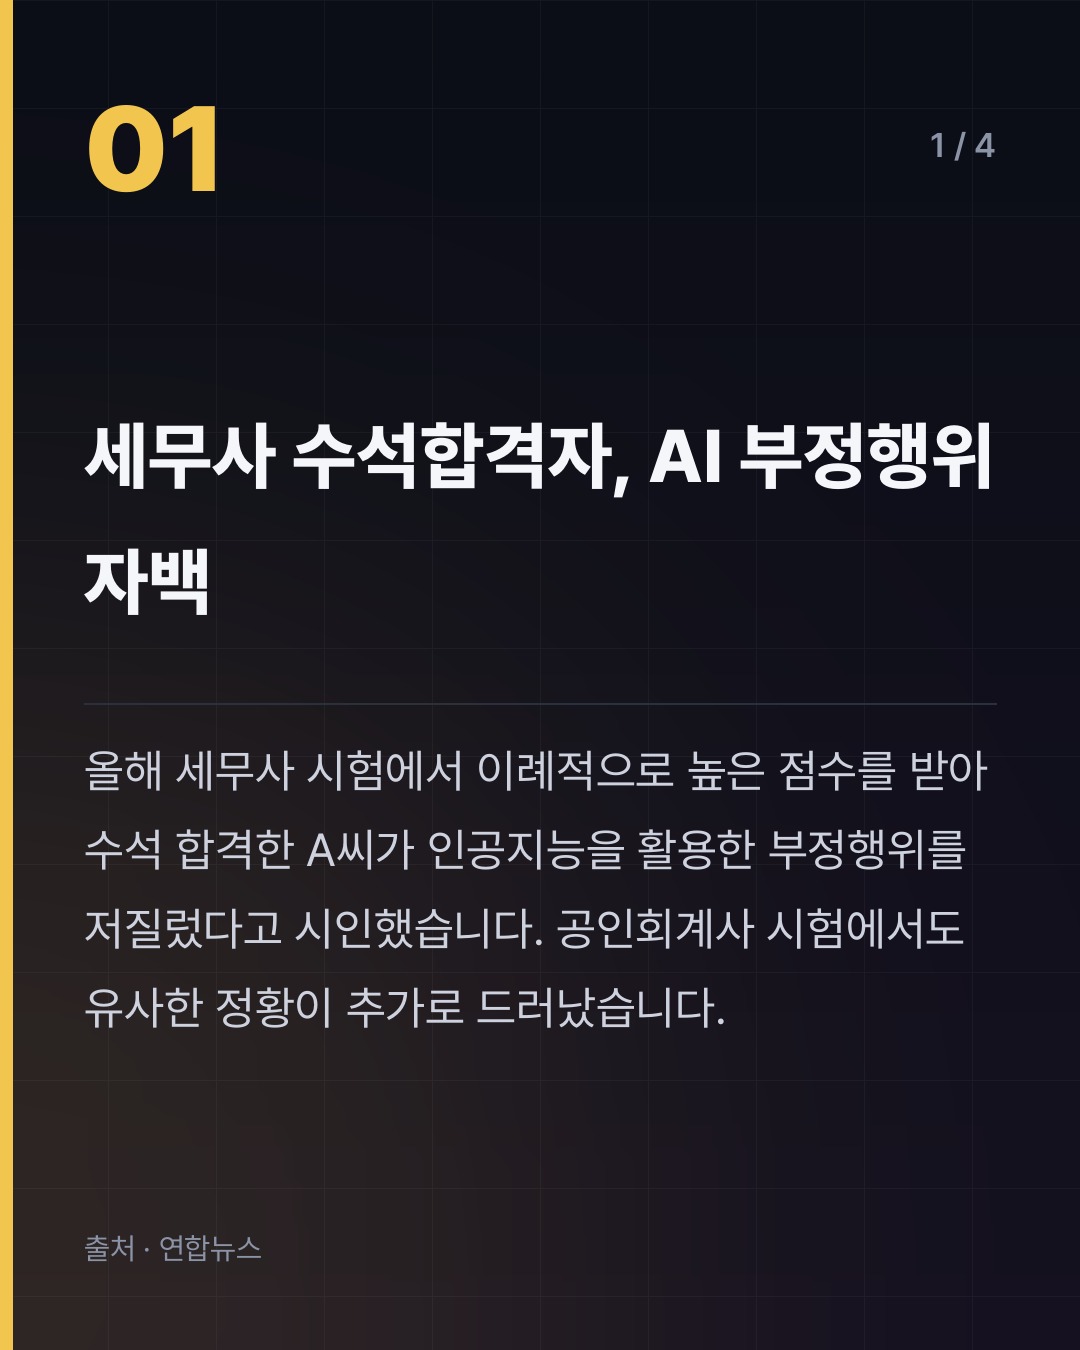 01
1 / 4
세무사 수석합격자, AI 부정행위
자백
올해 세무사 시험에서 이례적으로 높은 점수를 받아
수석 합격한 A씨가 인공지능을 활용한 부정행위를
저질렀다고 시인했습니다. 공인회계사 시험에서도
유사한 정황이 추가로 드러났습니다.
출처 · 연합뉴스